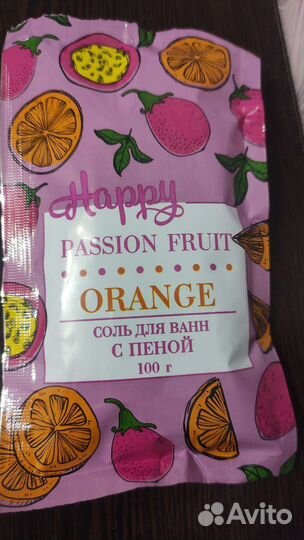 Happy
PASSION FRUIT
ORANGE
СОЛЬ ДЛЯ ВАНН
С ПЕНОЙ
100 г
Avito